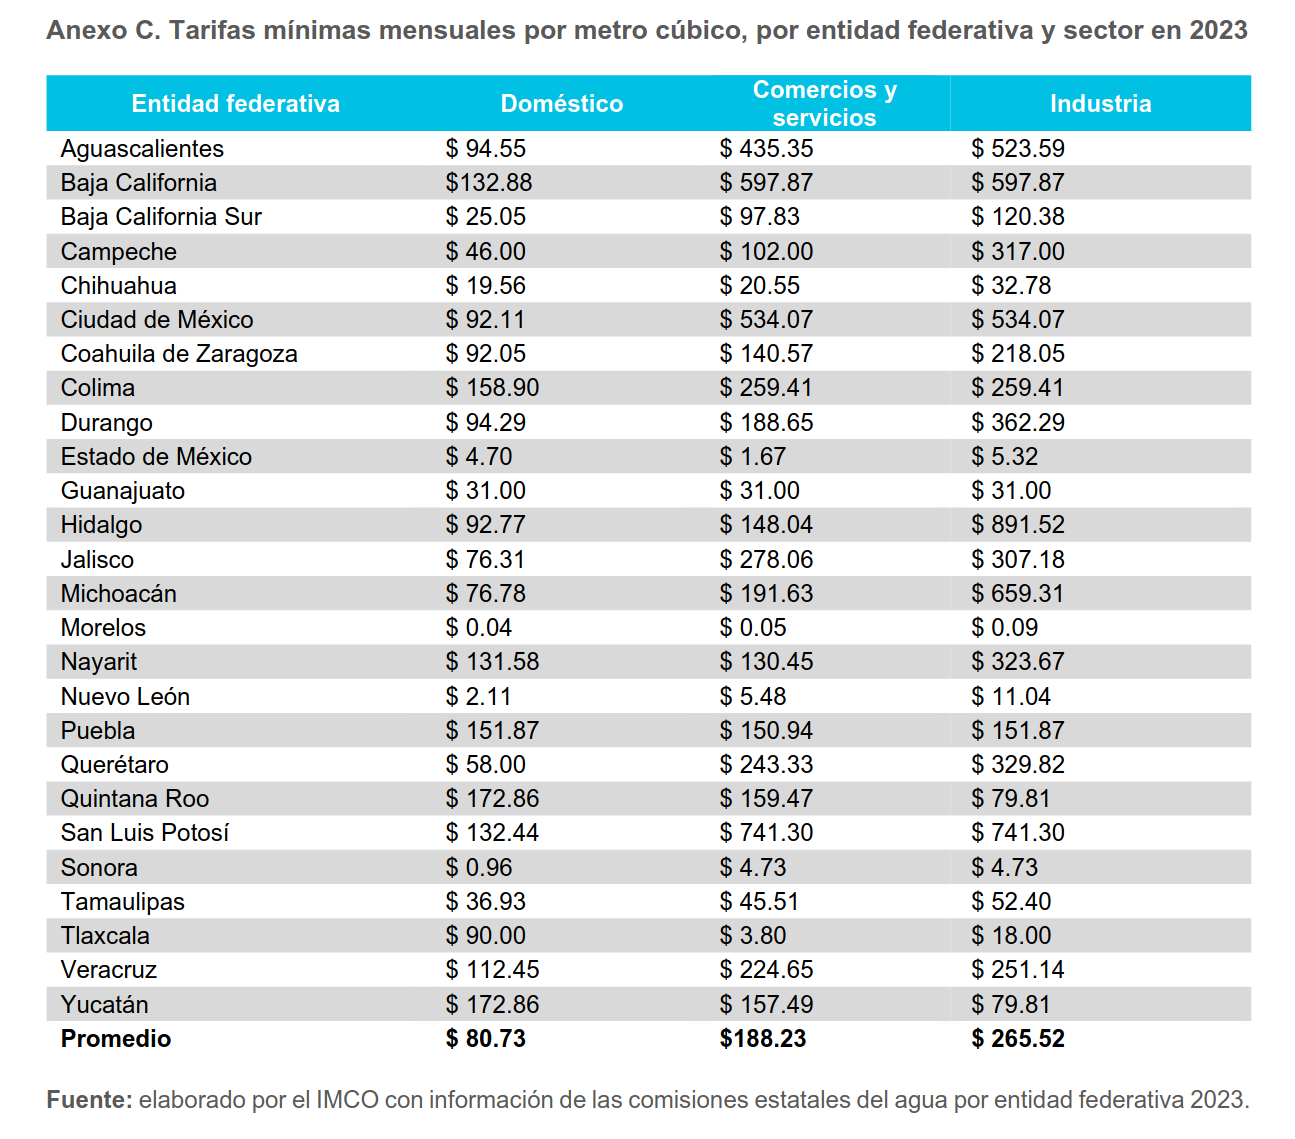 Anexo C. Tarifas mínimas mensuales por metro cúbico, por entidad federativa y sector en 2023
Entidad federativa Doméstico Comercios y servicios Industria
Aguascalientes $ 94.55 $ 435.35 $ 523.59
Baja California $132.88 $ 597.87 $ 597.87
Baja California Sur $ 25.05 $ 97.83 $ 120.38
Campeche $ 46.00 $ 102.00 $ 317.00
Chihuahua $ 19.56 $ 20.55 $ 32.78
Ciudad de México $ 92.11 $ 534.07 $ 534.07
Coahuila de Zaragoza $ 92.05 $ 140.57 $ 218.05
Colima $ 158.90 $ 259.41 $ 259.41
Durango $ 94.29 $ 188.65 $ 362.29
Estado de México $ 4.70 $ 1.67 $ 5.32
Guanajuato $ 31.00 $ 31.00 $ 31.00
Hidalgo $ 92.77 $ 148.04 $ 891.52
Jalisco $ 76.31 $ 278.06 $ 307.18
Michoacán $ 76.78 $ 191.63 $ 659.31
Morelos $ 0.04 $ 0.05 $ 0.09
Nayarit $ 131.58 $ 130.45 $ 323.67
Nuevo León $ 2.11 $ 5.48 $ 11.04
Puebla $ 151.87 $ 150.94 $ 151.87
Querétaro $ 58.00 $ 243.33 $ 329.82
Quintana Roo $ 172.86 $ 159.47 $ 79.81
San Luis Potosí $ 132.44 $ 741.30 $ 741.30
Sonora $ 0.96 $ 4.73 $ 4.73
Tamaulipas $ 36.93 $ 45.51 $ 52.40
Tlaxcala $ 90.00 $ 3.80 $ 18.00
Veracruz $ 112.45 $ 224.65 $ 251.14
Yucatán $ 172.86 $ 157.49 $ 79.81
Promedio $ 80.73 $188.23 $ 265.52
Fuente: elaborado por el IMCO con información de las comisiones estatales del agua por entidad federativa 2023.